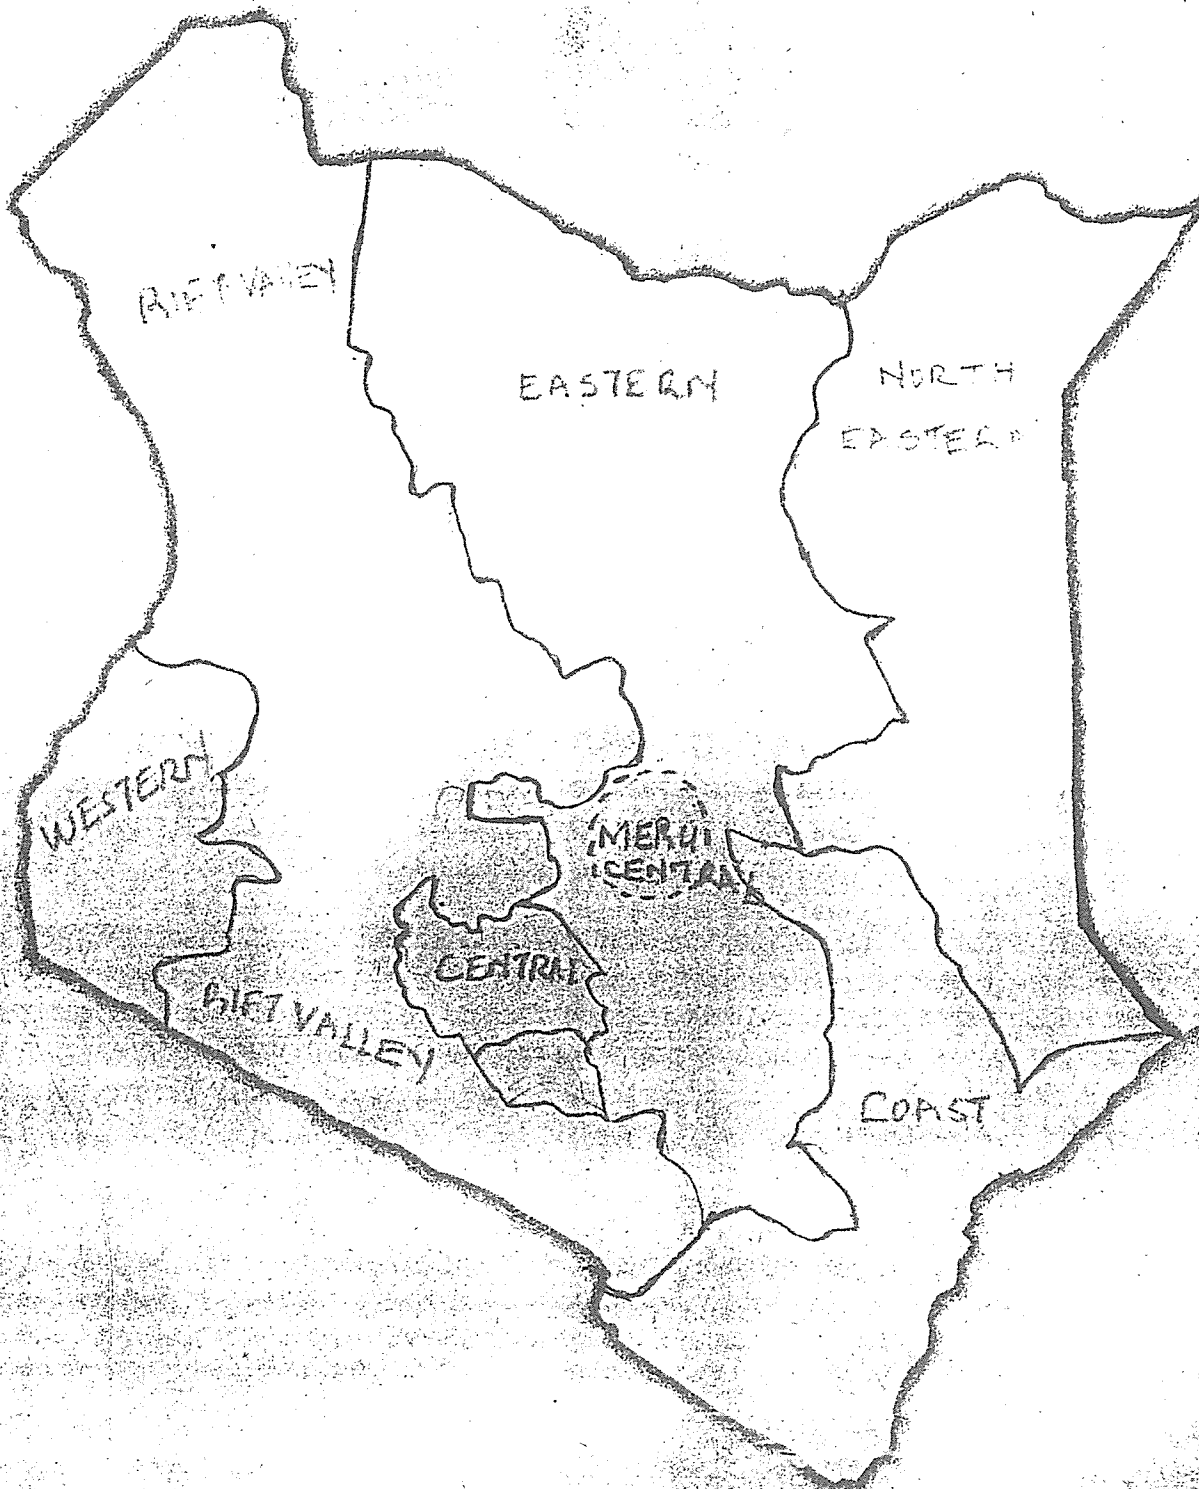 RIFT VALLEY
EASTERN
NORTH
EASTERN
WESTERN
MERU
CENTRAL
CENTRAL
RIFT VALLEY
COAST